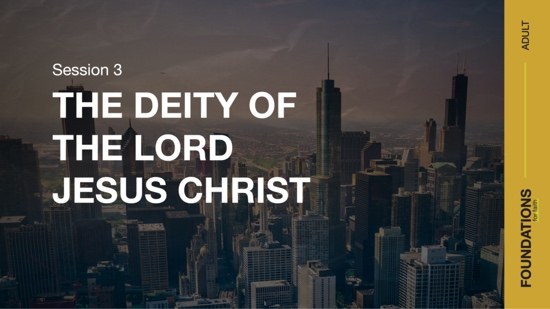 Session 3
THE DEITY OF
THE LORD
JESUS CHRIST
ADULT
FOUNDATIONS
for faith